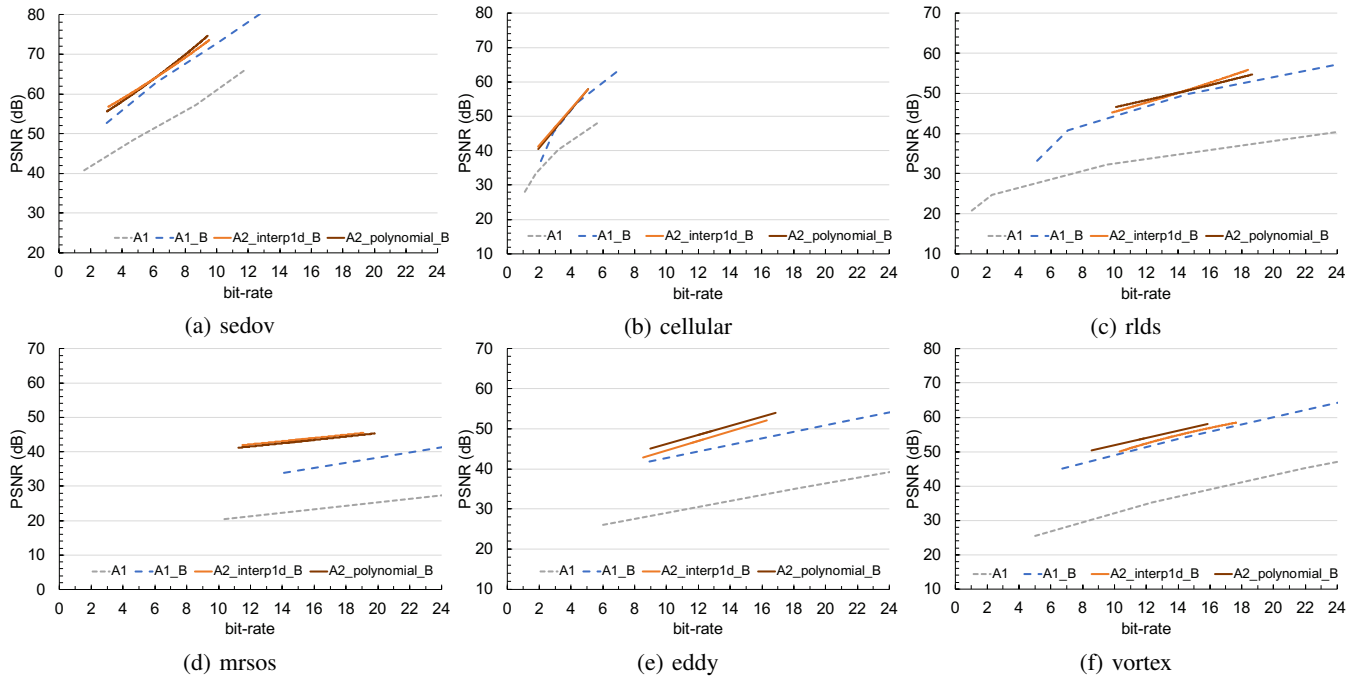 80
70
60
50
40
30
20
PSNR (dB)
A1 A1_B A2_interp1d_B A2_polynomial_B
0 2 4 6 8 10 12 14 16 18 20 22 24
bit-rate
(a) sedov
80
70
60
50
40
30
20
10
PSNR (dB)
A1 A1_B A2_interp1d_B A2_polynomial_B
0 2 4 6 8 10 12 14 16 18 20 22 24
bit-rate
(b) cellular
70
60
50
40
30
20
10
PSNR (dB)
A1 A1_B A2_interp1d_B A2_polynomial_B
0 2 4 6 8 10 12 14 16 18 20 22 24
bit-rate
(c) rlds
70
60
50
40
30
20
10
0
PSNR (dB)
A1 A1_B A2_interp1d_B A2_polynomial_B
0 2 4 6 8 10 12 14 16 18 20 22 24
bit-rate
(d) mrsos
70
60
50
40
30
20
10
PSNR (dB)
A1 A1_B A2_interp1d_B A2_polynomial_B
0 2 4 6 8 10 12 14 16 18 20 22 24
bit-rate
(e) eddy
80
70
60
50
40
30
20
10
PSNR (dB)
A1 A1_B A2_interp1d_B A2_polynomial_B
0 2 4 6 8 10 12 14 16 18 20 22 24
bit-rate
(f) vortex